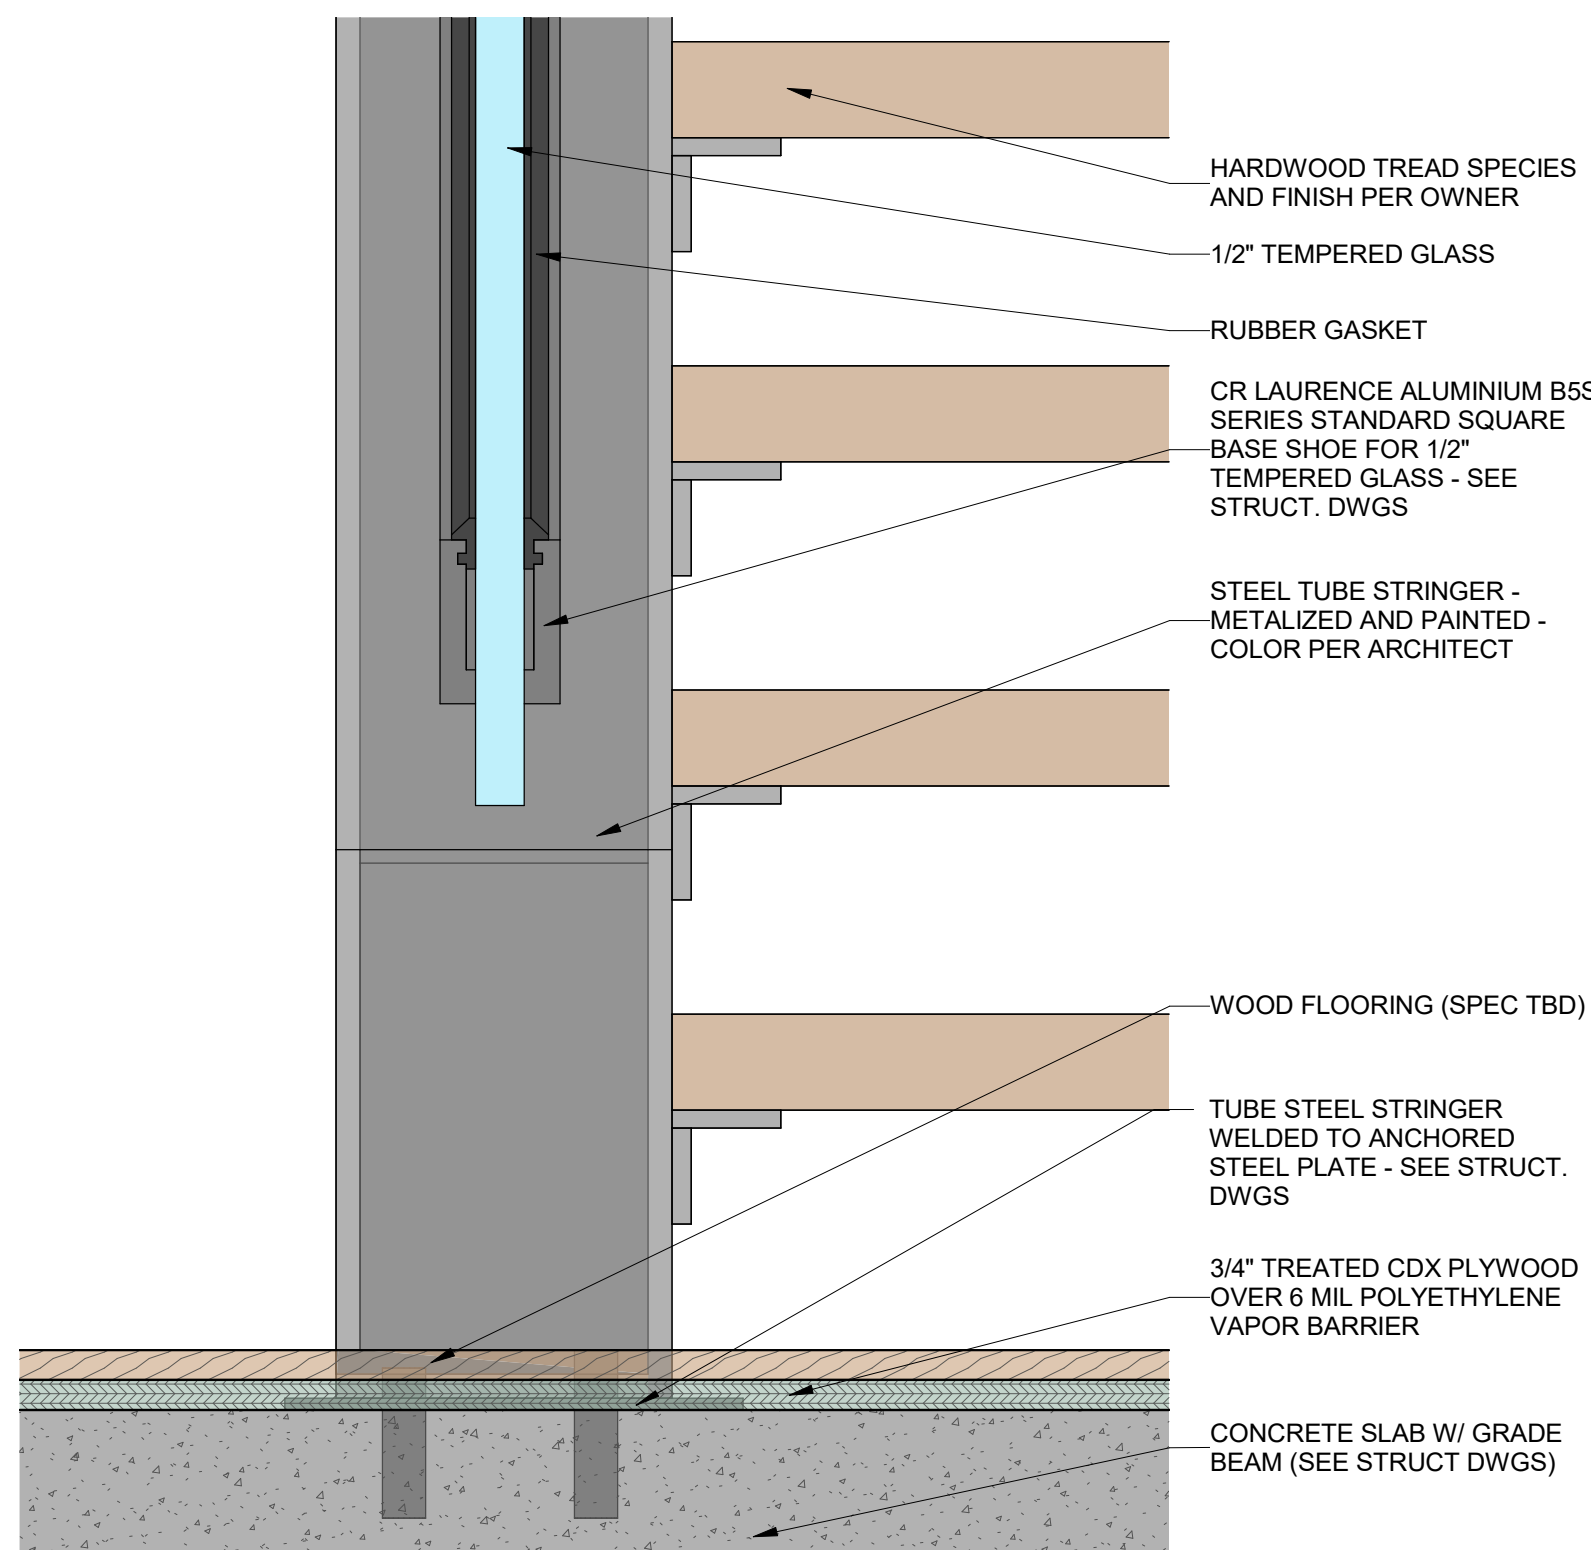 HARDWOOD TREAD SPECIES
AND FINISH PER OWNER
1/2" TEMPERED GLASS
RUBBER GASKET
CR LAURENCE ALUMINIUM B5S
SERIES STANDARD SQUARE
BASE SHOE FOR 1/2"
TEMPERED GLASS - SEE
STRUCT. DWGS
STEEL TUBE STRINGER -
METALIZED AND PAINTED -
COLOR PER ARCHITECT
WOOD FLOORING (SPEC TBD)
TUBE STEEL STRINGER
WELDED TO ANCHORED
STEEL PLATE - SEE STRUCT.
DWGS
3/4" TREATED CDX PLYWOOD
OVER 6 MIL POLYETHYLENE
VAPOR BARRIER
CONCRETE SLAB W/ GRADE
BEAM (SEE STRUCT DWGS)